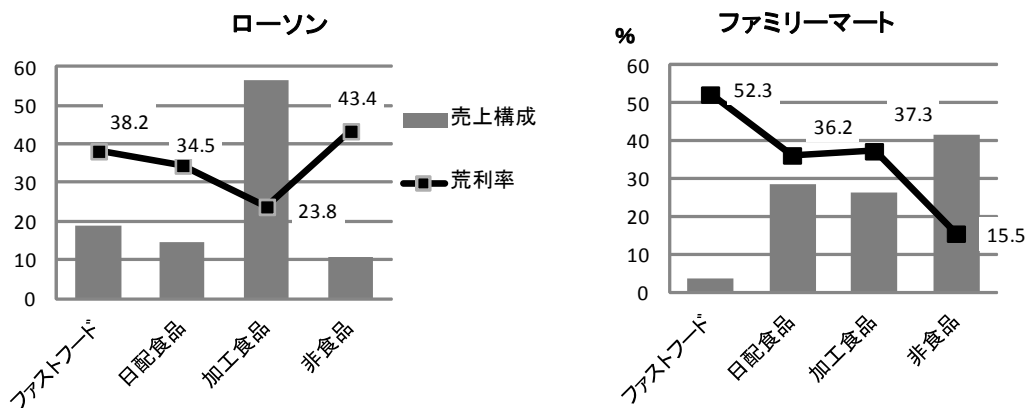 ローソン
60
50
40
30
20
10
0
38.2
34.5
23.8
43.4
ファストフード
日配食品
加工食品
非食品
売上構成
荒利率
ファミリーマート
%
60
50
40
30
20
10
0
52.3
36.2
37.3
15.5
ファストフード
日配食品
加工食品
非食品